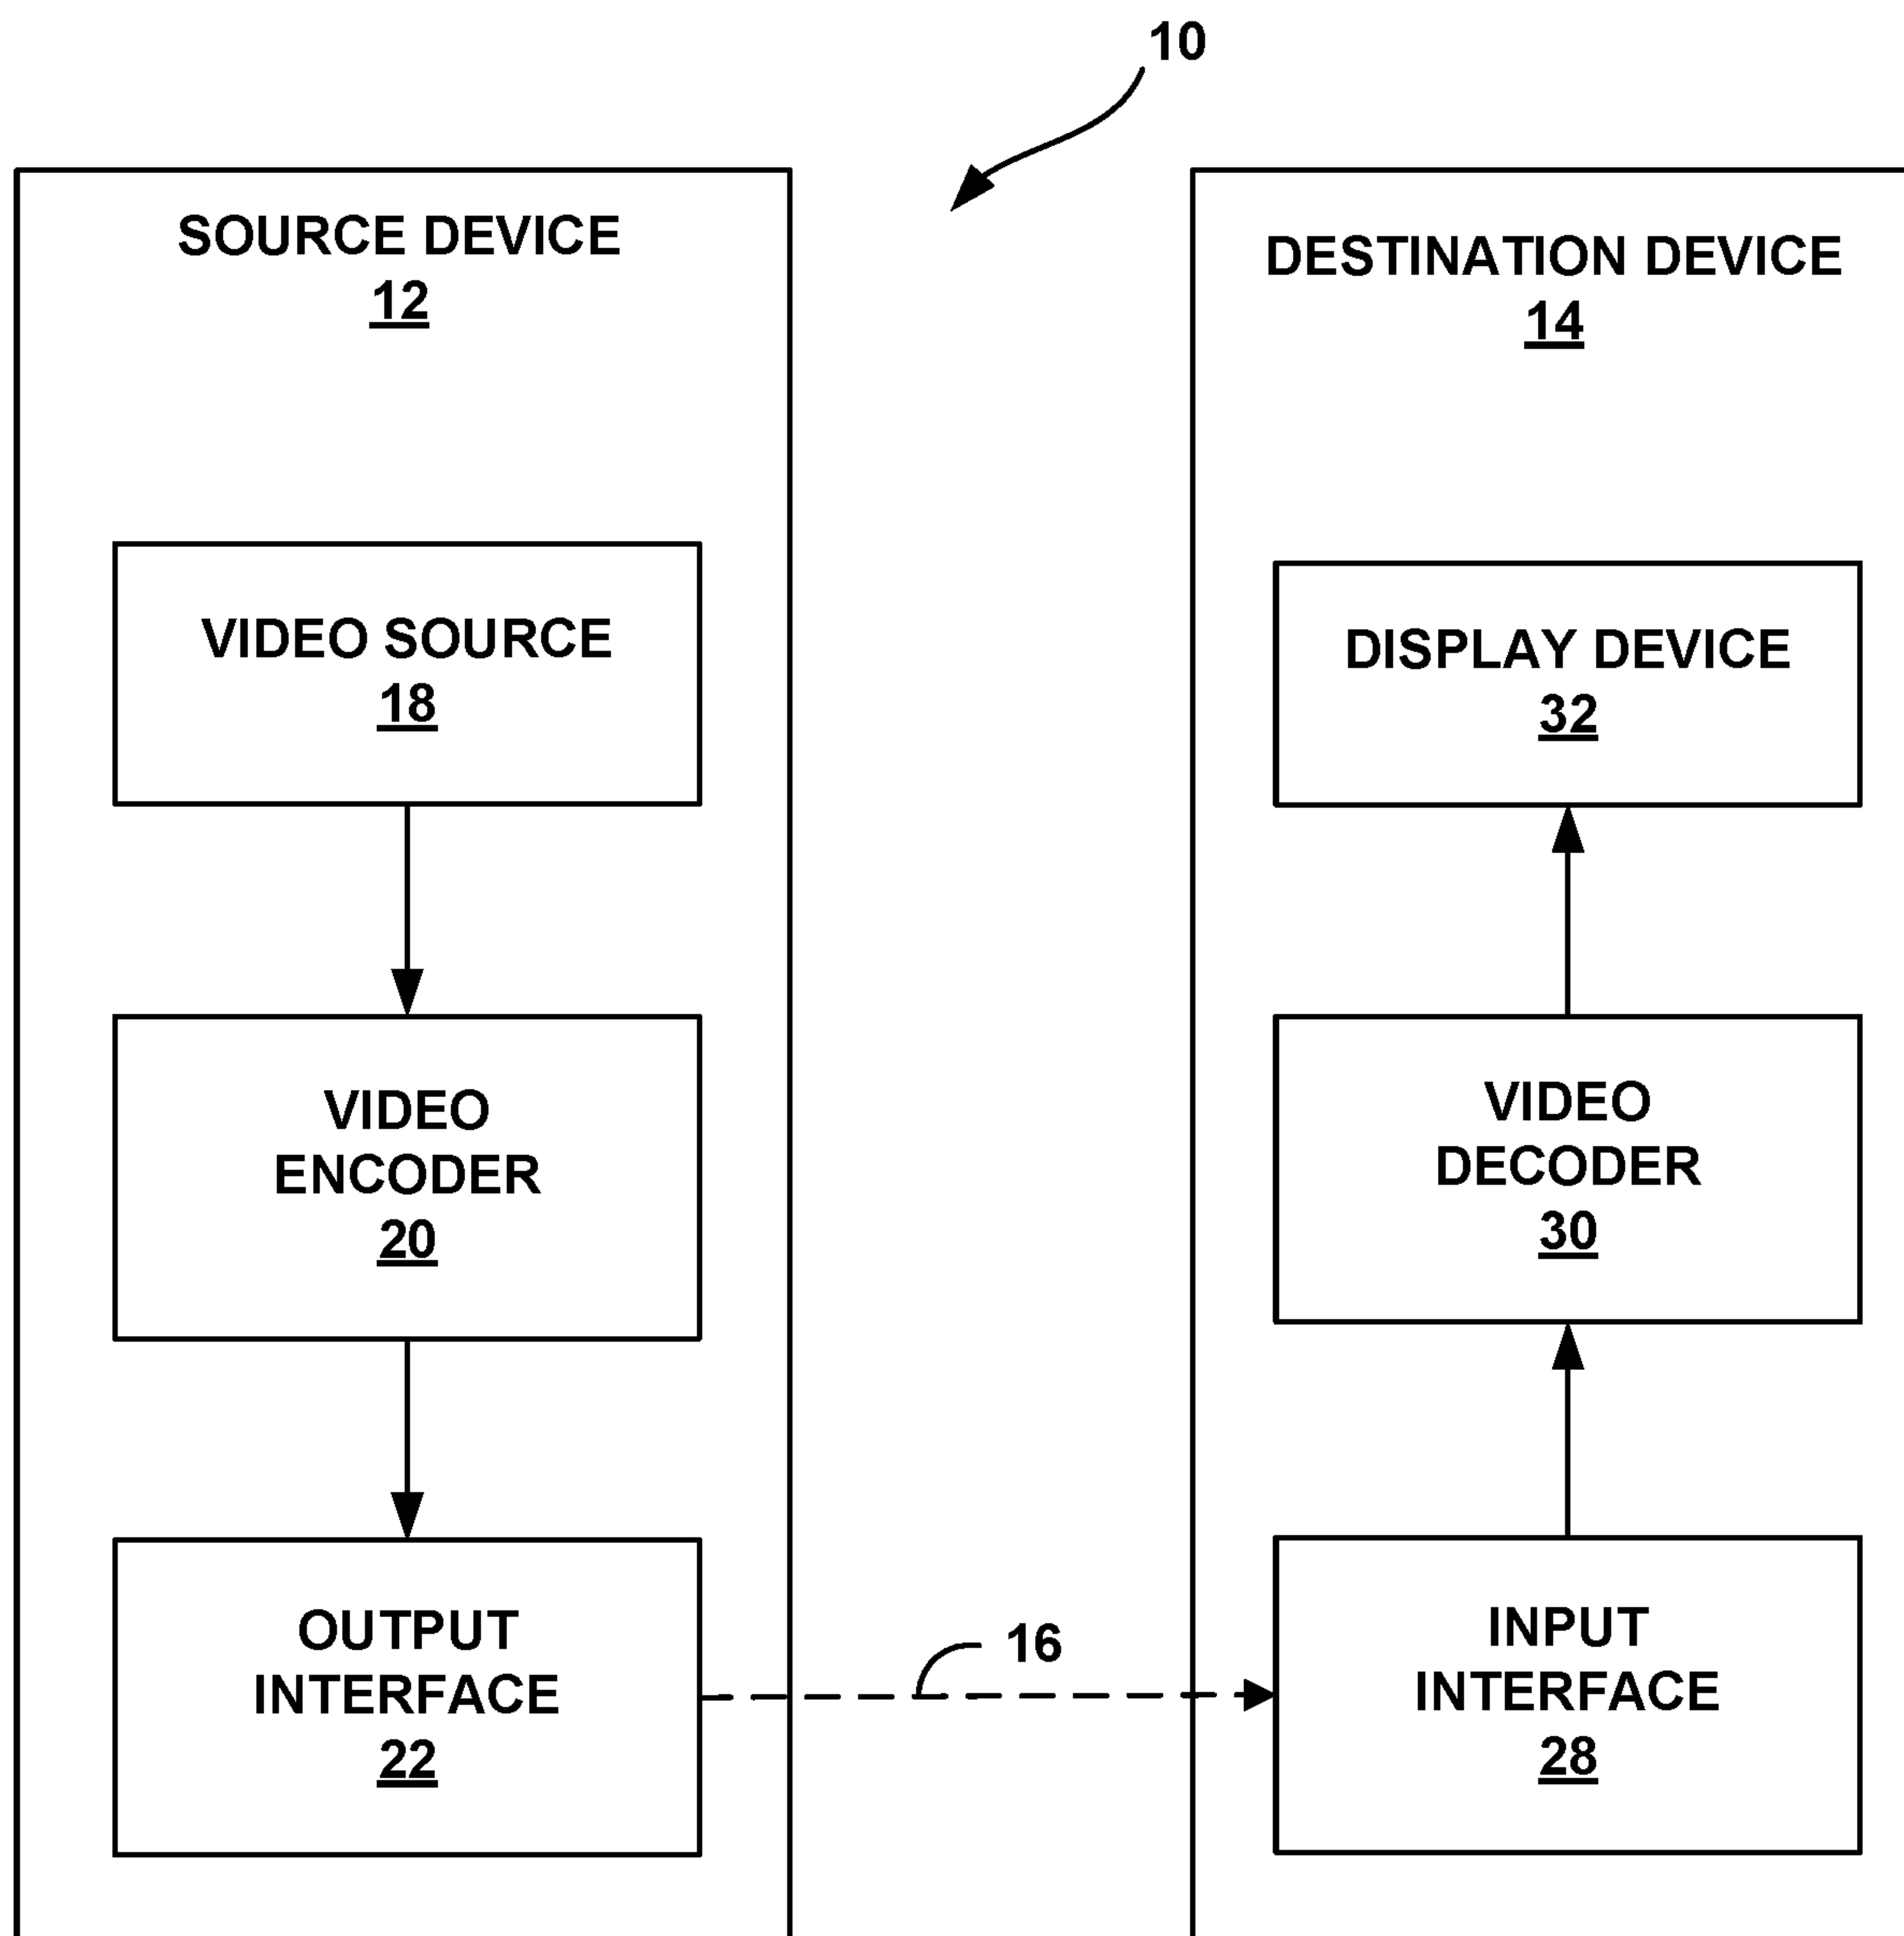 10
SOURCE DEVICE
12
VIDEO SOURCE
18
VIDEO
ENCODER
20
OUTPUT
INTERFACE
22
16
DESTINATION DEVICE
14
DISPLAY DEVICE
32
VIDEO
DECODER
30
INPUT
INTERFACE
28